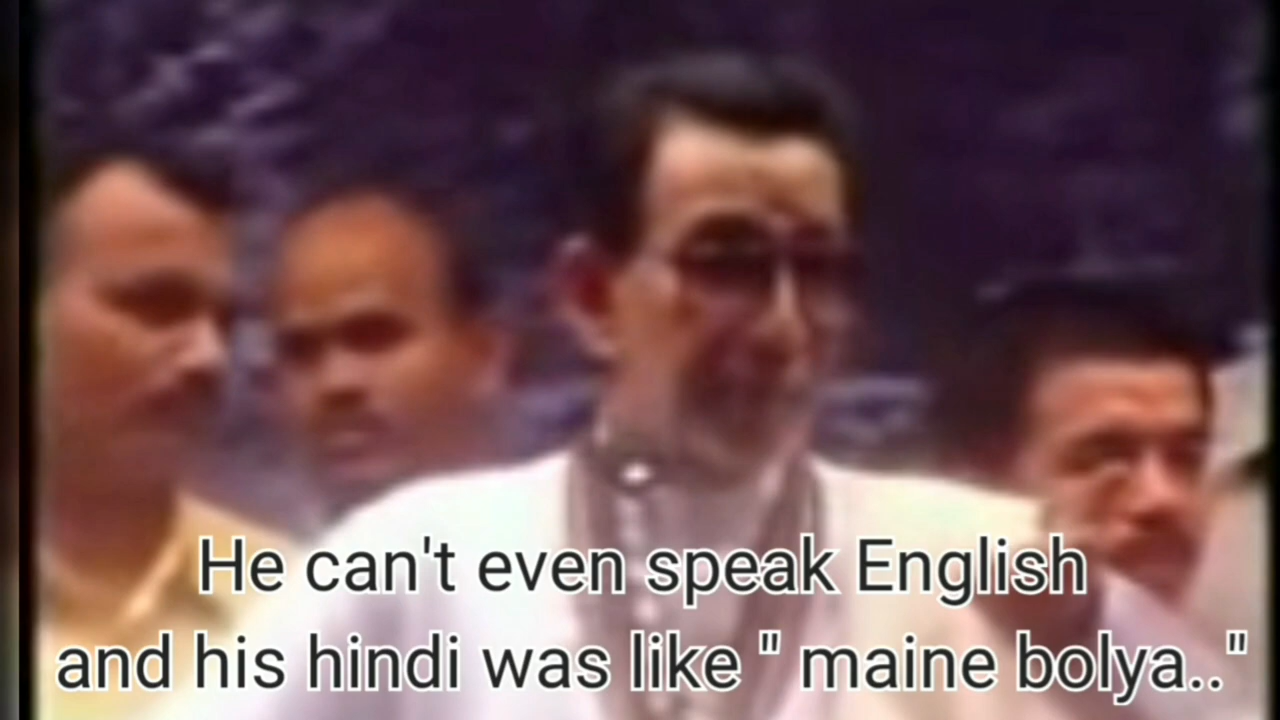 He can't even speak English
and his hindi was like " maine bolya.. "